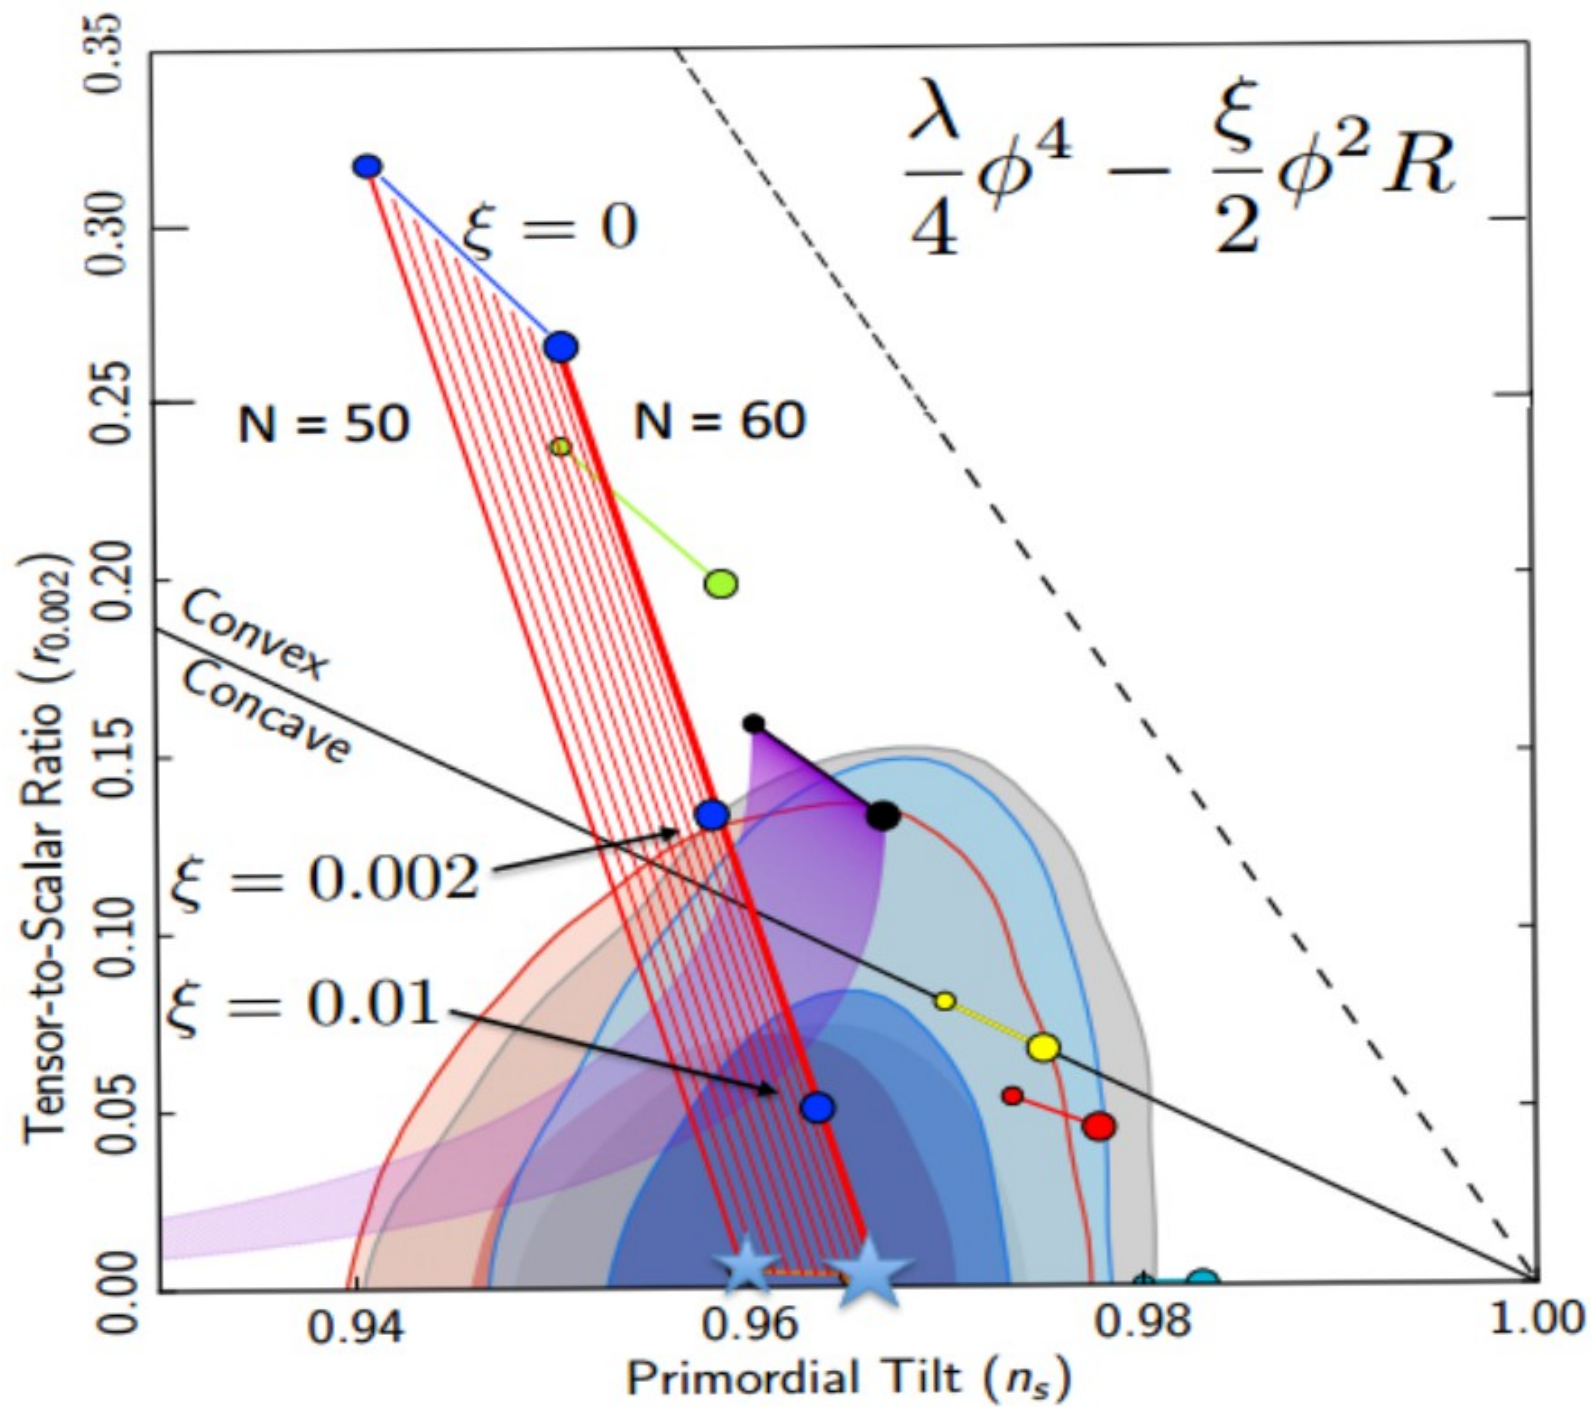 0.35
0.30
0.25
0.20
0.15
0.10
0.05
0.00
Tensor-to-Scalar Ratio (r0.002)
λ/4 ϕ⁴ − ξ/2 ϕ²R
ξ = 0
N = 50
N = 60
Convex
Concave
ξ = 0.002
ξ = 0.01
0.94
0.96
0.98
1.00
Primordial Tilt (ns)